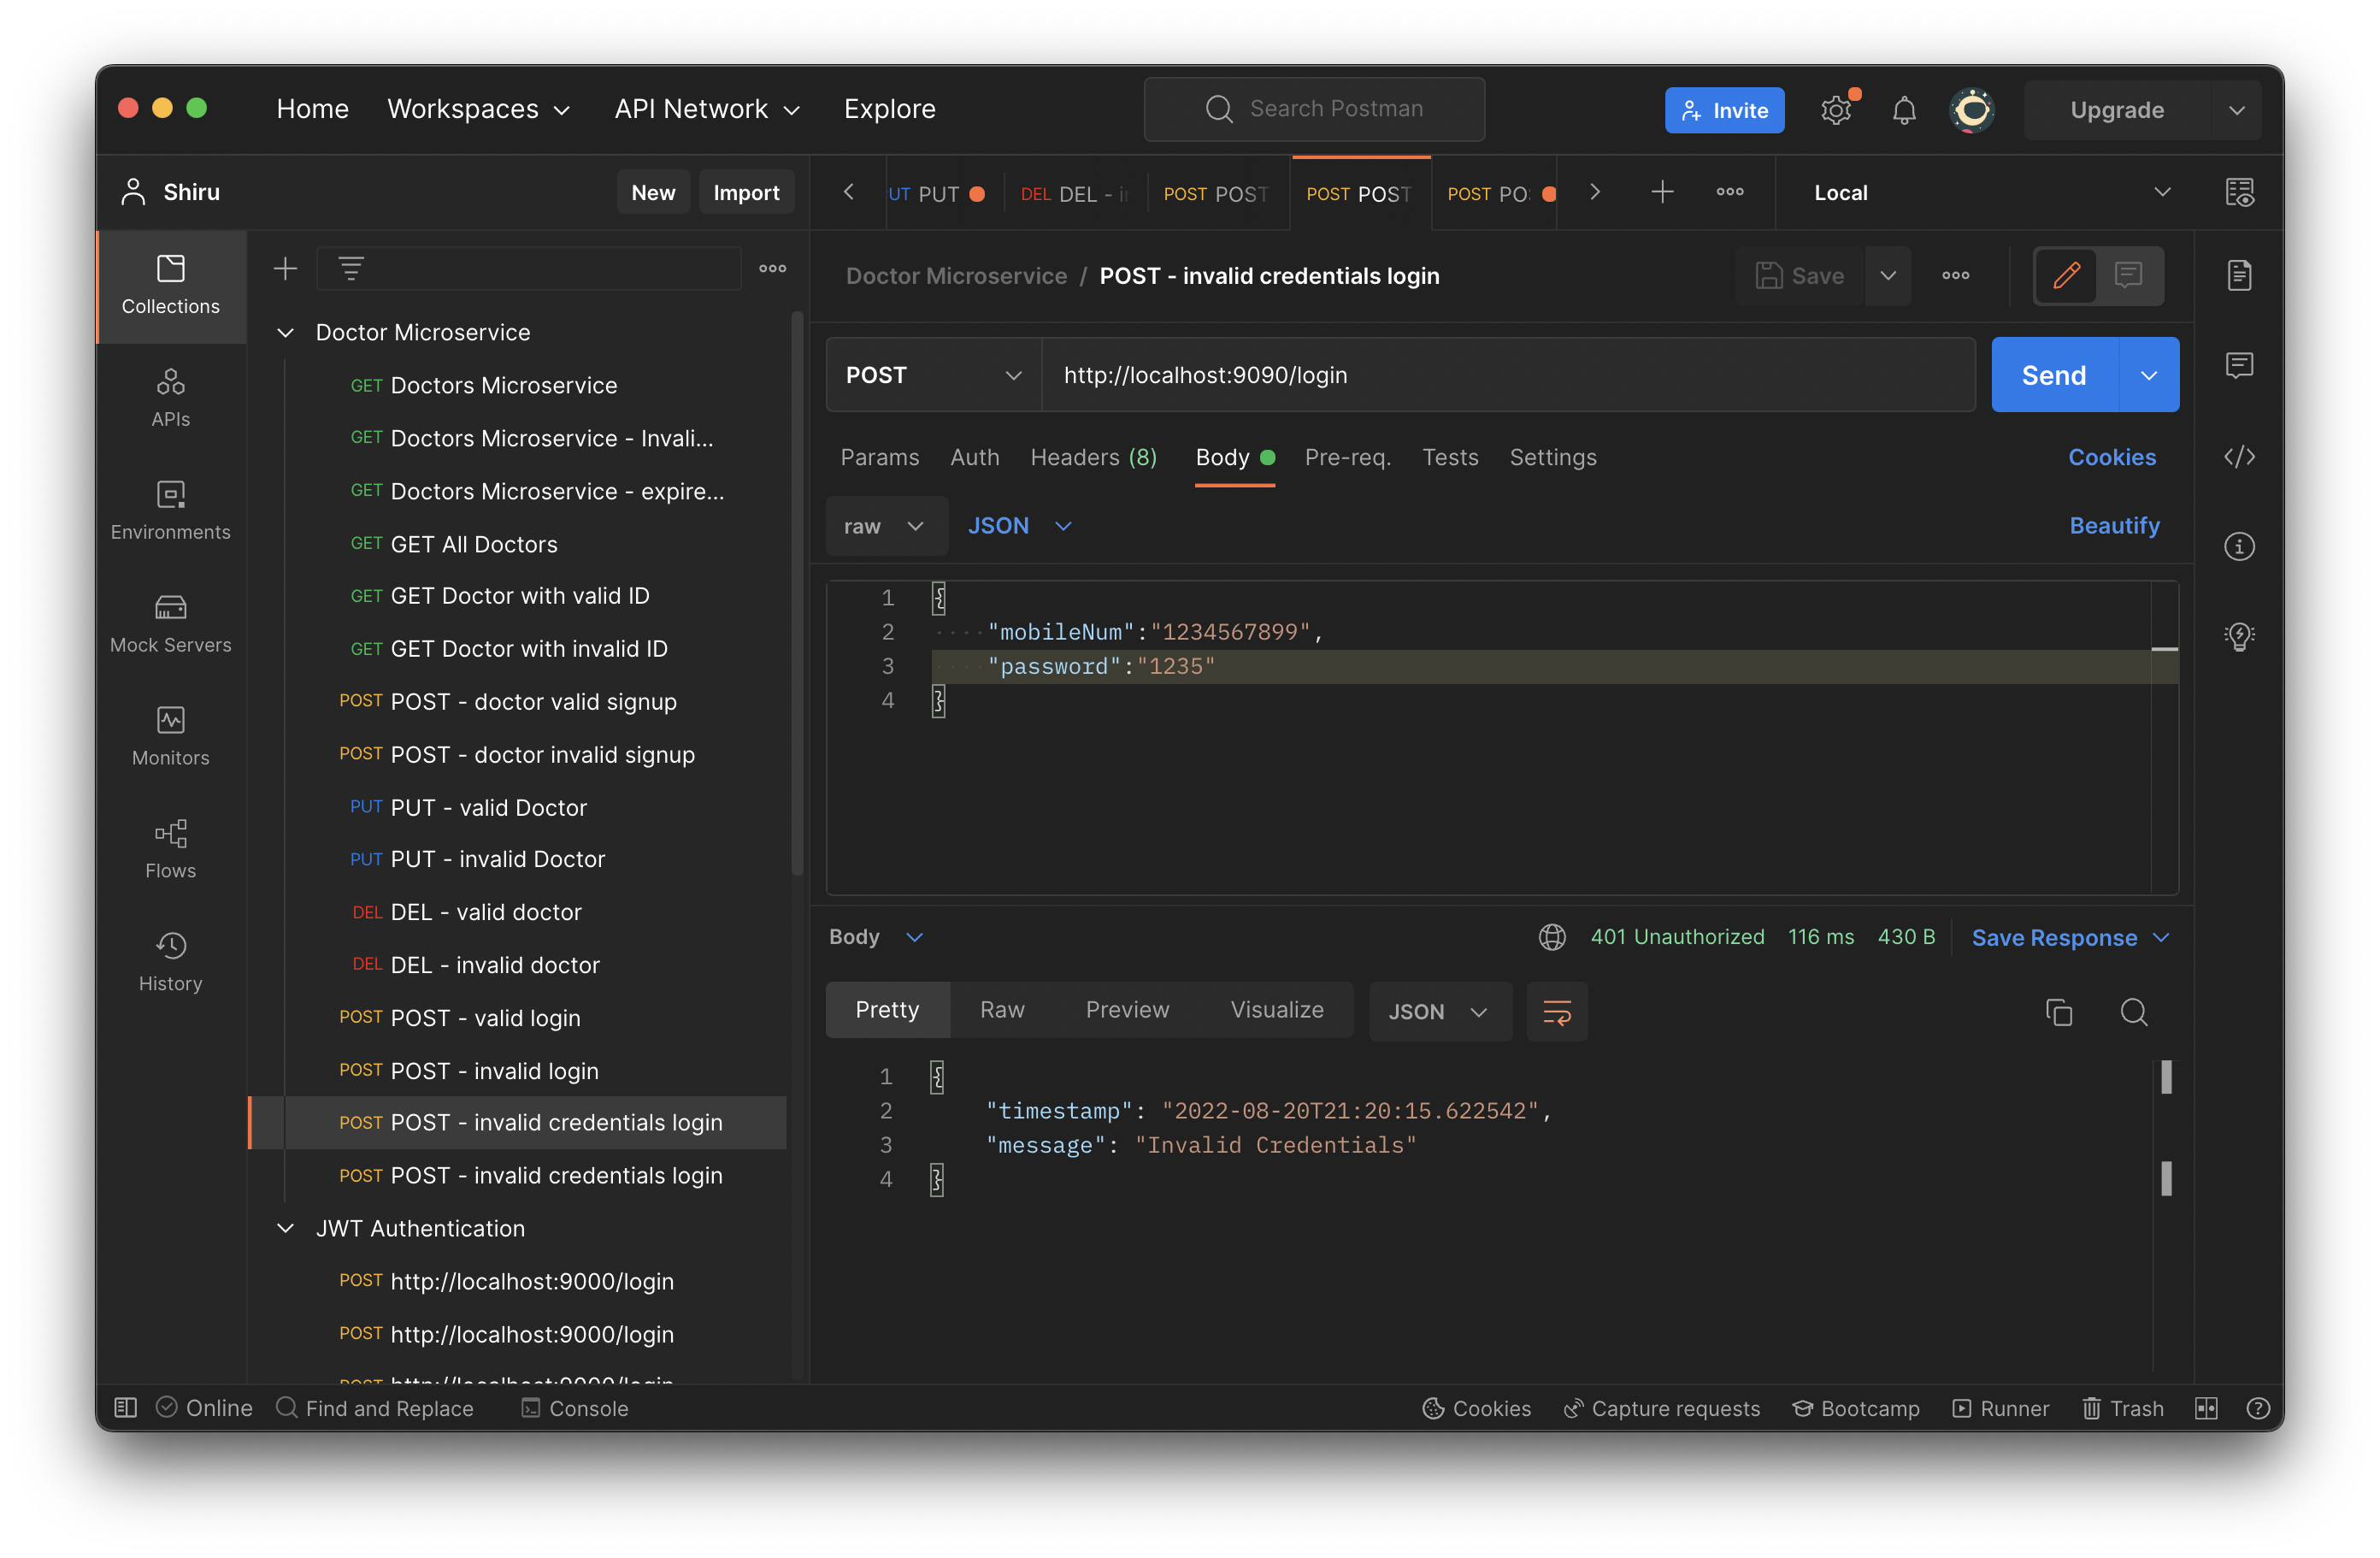 Home Workspaces API Network Explore Search Postman Invite Upgrade
Shiru New Import PUT DEL DEL - POST POST POST POST POST Local
Collections
APIs
Environments
Mock Servers
Monitors
Flows
History
Doctor Microservice
GET Doctors Microservice
GET Doctors Microservice - Invali...
GET Doctors Microservice - expire...
GET GET All Doctors
GET GET Doctor with valid ID
GET GET Doctor with invalid ID
POST POST - doctor valid signup
POST POST - doctor invalid signup
PUT PUT - valid Doctor
PUT PUT - invalid Doctor
DEL DEL - valid doctor
DEL DEL - invalid doctor
POST POST - valid login
POST POST - invalid login
POST POST - invalid credentials login
POST POST - invalid credentials login
JWT Authentication
POST http://localhost:9000/login
POST http://localhost:9000/login
Doctor Microservice / POST - invalid credentials login Save
POST http://localhost:9090/login Send
Params Auth Headers (8) Body Pre-req. Tests Settings Cookies
raw JSON Beautify
1 {
2 "mobileNum":"1234567899",
3 "password":"1235"
4 }
Body 401 Unauthorized 116 ms 430 B Save Response
Pretty Raw Preview Visualize JSON
1 {
2 "timestamp": "2022-08-20T21:20:15.622542",
3 "message": "Invalid Credentials"
4 }
Online Find and Replace Console Cookies Capture requests Bootcamp Runner Trash